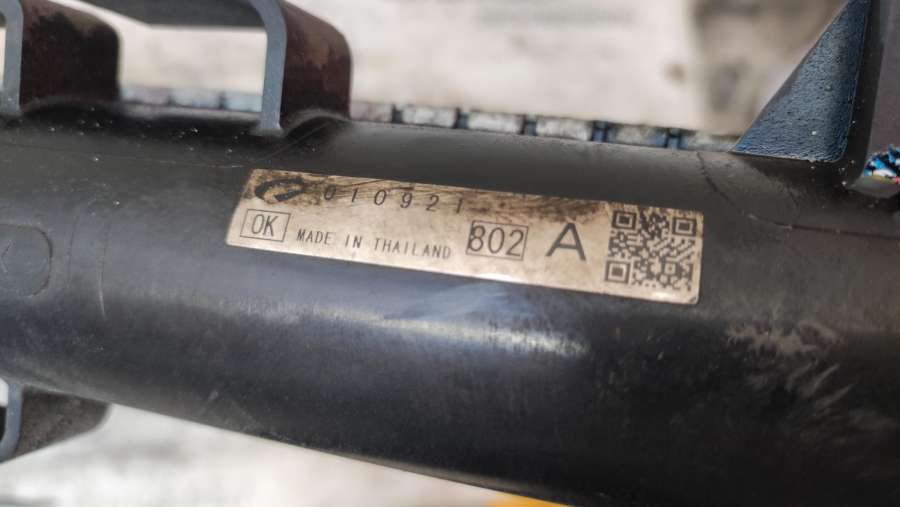 010921
OK MADE IN THAILAND 802 A